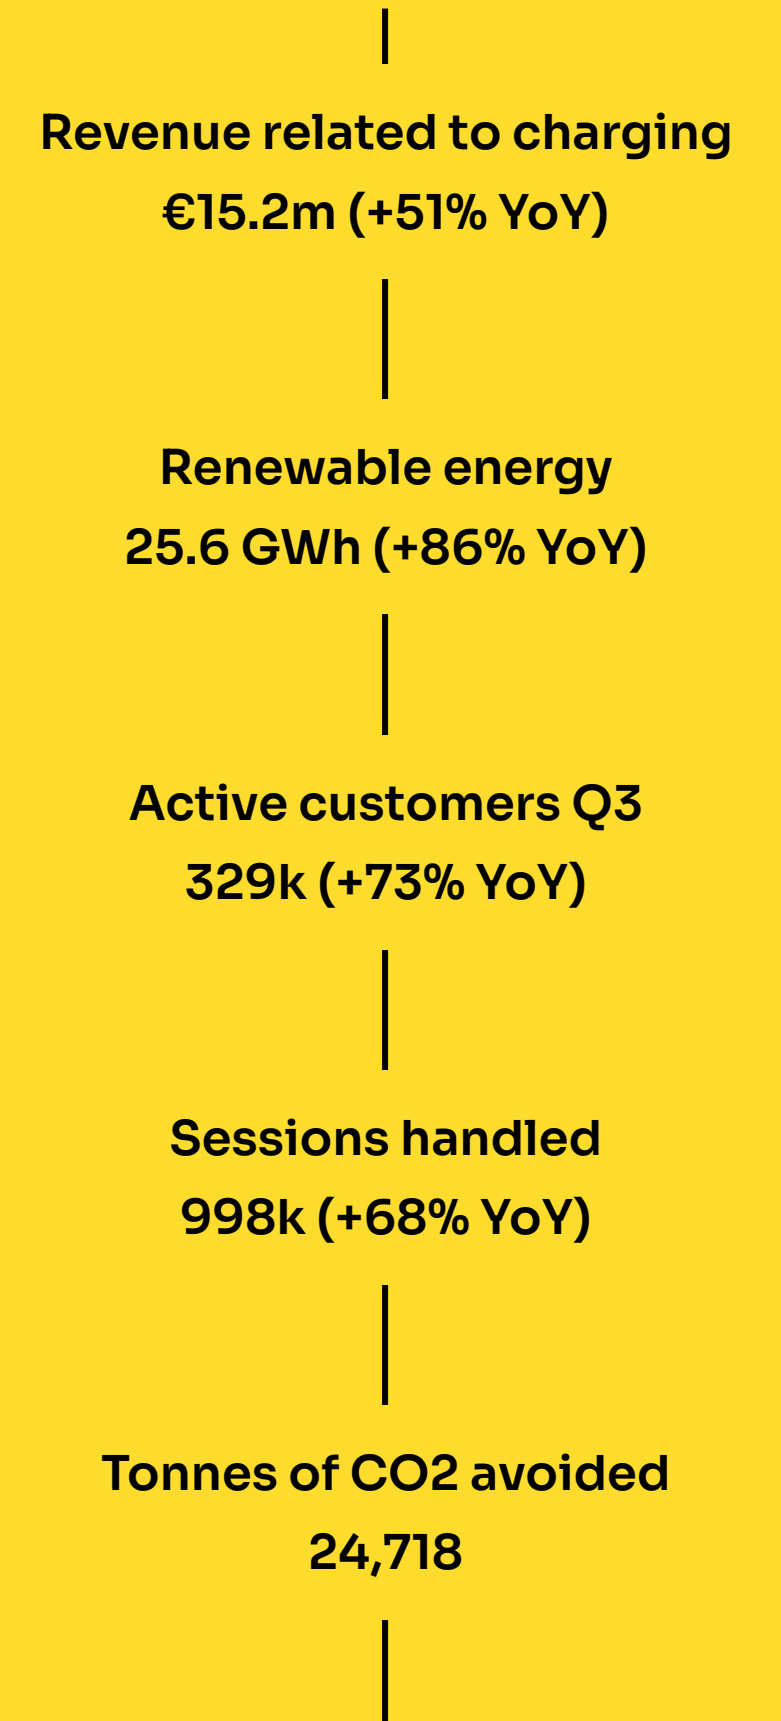 Revenue related to charging
€15.2m (+51% YoY)
Renewable energy
25.6 GWh (+86% YoY)
Active customers Q3
329k (+73% YoY)
Sessions handled
998k (+68% YoY)
Tonnes of CO2 avoided
24,718